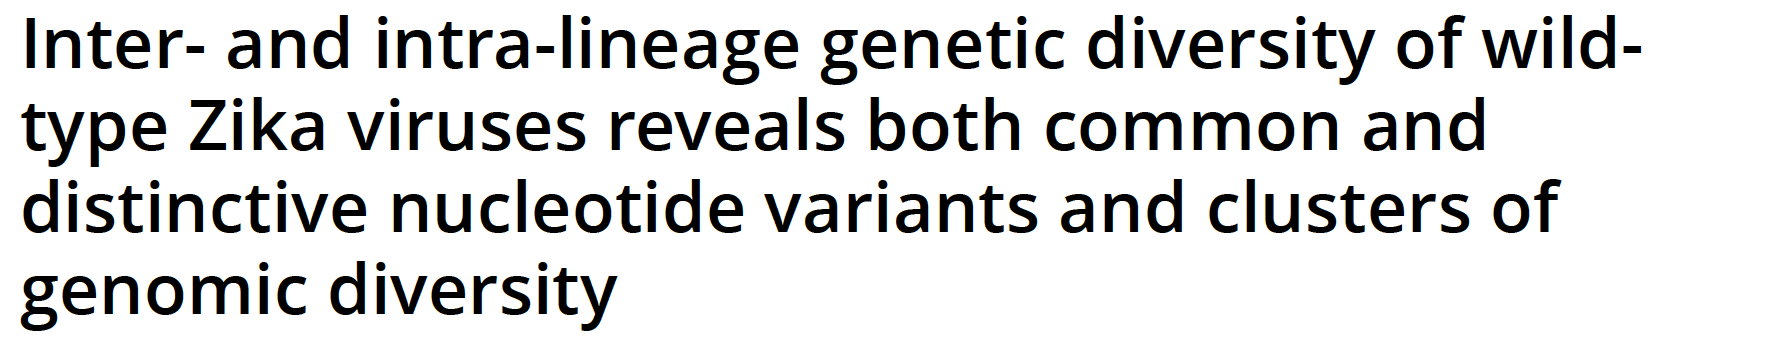 Inter- and intra-lineage genetic diversity of wild-
type Zika viruses reveals both common and
distinctive nucleotide variants and clusters of
genomic diversity